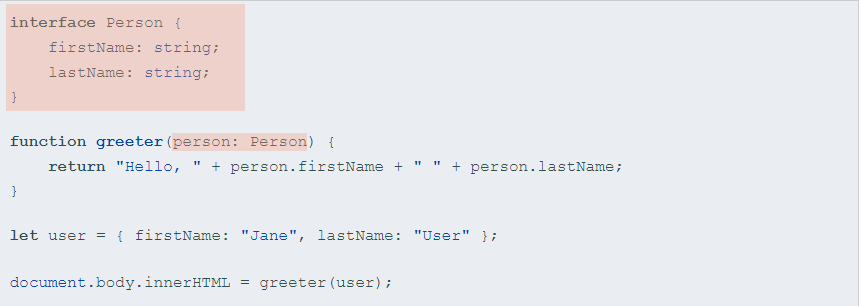 interface Person {
    firstName: string;
    lastName: string;
}
function greeter(person: Person) {
    return "Hello, " + person.firstName + " " + person.lastName;
}
let user = { firstName: "Jane", lastName: "User" };
document.body.innerHTML = greeter(user);